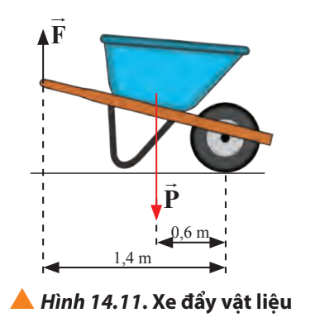 F
P
0,6 m
1,4 m
Hình 14.11. Xe đẩy vật liệu